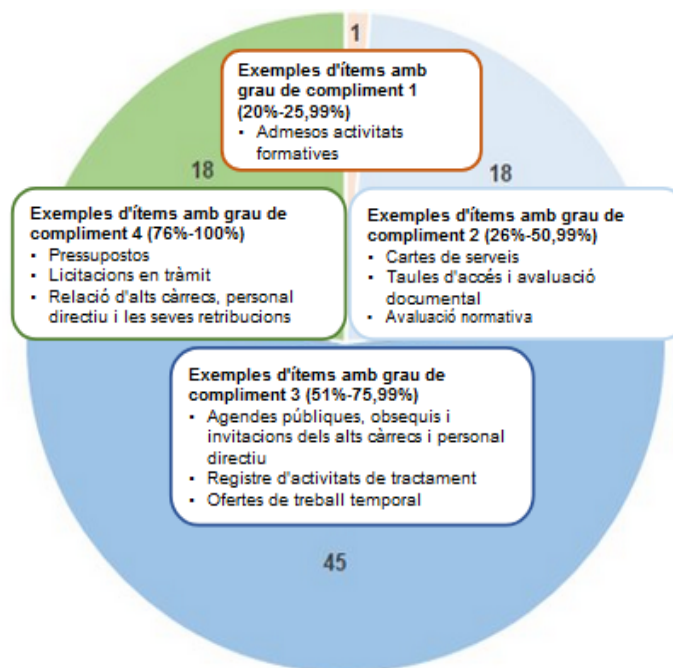 1
Exemples d'ítems amb
grau de compliment 1
(20%-25,99%)
• Admesos activitats
formatives
18
18
Exemples d'ítems amb grau de
compliment 4 (76%-100%)
• Pressupostos
• Licitacions en tràmit
• Relació d'alts càrrecs, personal
directiu i les seves retribucions
Exemples d'ítems amb grau de
compliment 2 (26%-50,99%)
• Cartes de serveis
• Taules d'accés i avaluació
documental
• Avaluació normativa
Exemples d'ítems amb grau de
compliment 3 (51%-75,99%)
• Agendes públiques, obsequis i
invitacions dels alts càrrecs i personal
directiu
• Registre d'activitats de tractament
• Ofertes de treball temporal
45